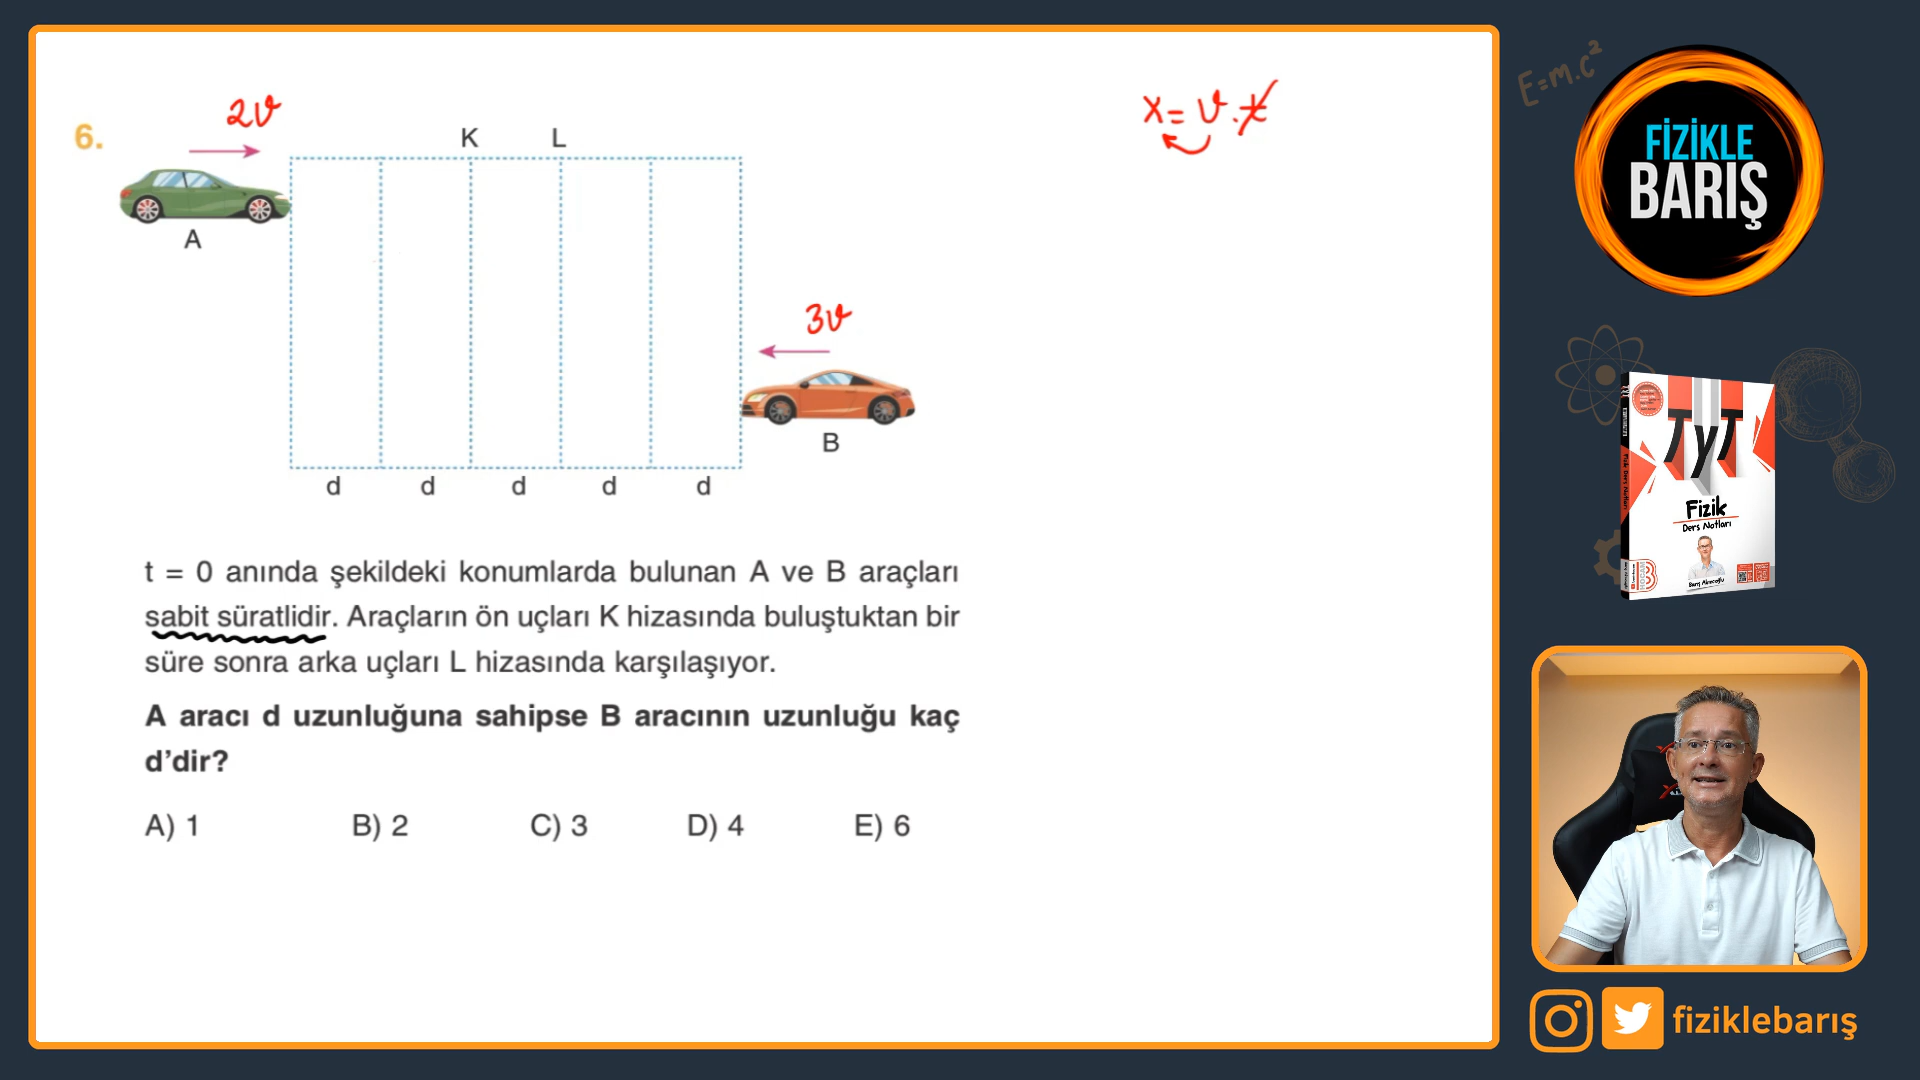 E=m.c²
2v
x = v.t
6.
K L
A
3v
B
d d d d d
t = 0 anında şekildeki konumlarda bulunan A ve B araçları
sabit süratlidir. Araçların ön uçları K hizasında buluştuktan bir
süre sonra arka uçları L hizasında karşılaşıyor.
A aracı d uzunluğuna sahipse B aracının uzunluğu kaç
d’dir?
A) 1 B) 2 C) 3 D) 4 E) 6
FİZİKLE
BARIŞ
TYT
Fizik
Ders Notları
fiziklebarış